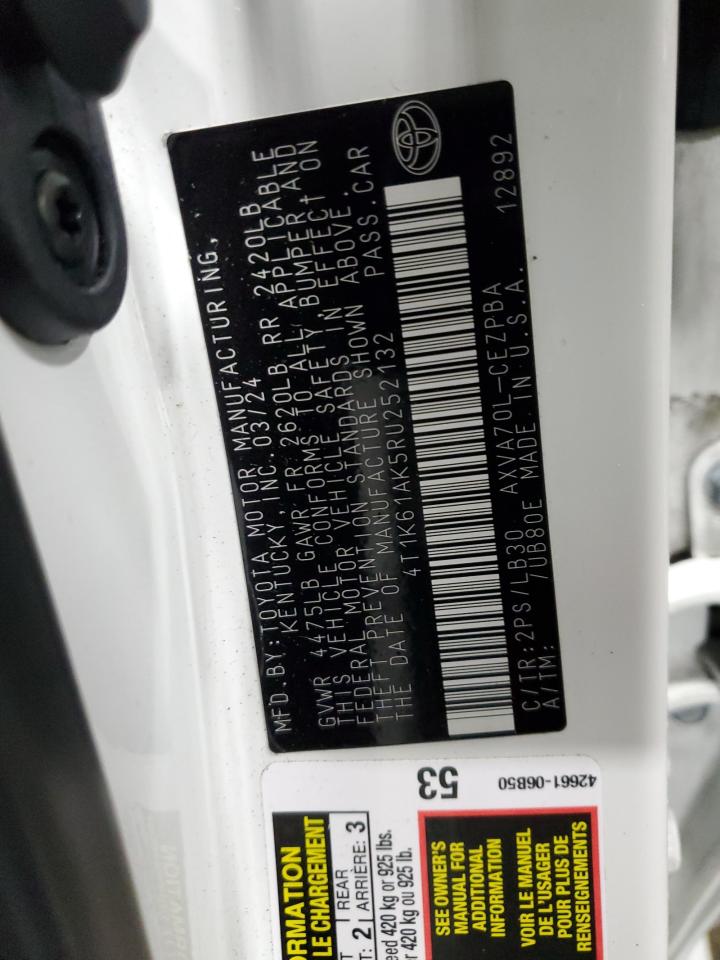 MFD. BY: TOYOTA MOTOR MANUFACTURING,
KENTUCKY, INC. 03/24
GVWR 4475LB GAWR FR 2620LB RR 2420LB
THIS VEHICLE CONFORMS TO ALL APPLICABLE
FEDERAL MOTOR VEHICLE SAFETY, BUMPER, AND
THEFT PREVENTION STANDARDS IN EFFECT ON
THE DATE OF MANUFACTURE SHOWN ABOVE.
4T1K61AK5RU252132 PASS. CAR
C/TR: 2PS/LB30 AXVA70L-CEZPBA 12892
A/TM: /UB80E MADE IN U.S.A.
53
42661-06B50
ORMATION
LE CHARGEMENT
T 2 REAR 3
T: ARRIÈRE:
eed 420 kg or 925 lbs.
r 420 kg ou 925 lb.
SEE OWNER'S
MANUAL FOR
ADDITIONAL
INFORMATION
VOIR LE MANUEL
DE L'USAGER
POUR PLUS DE
RENSEIGNEMENTS